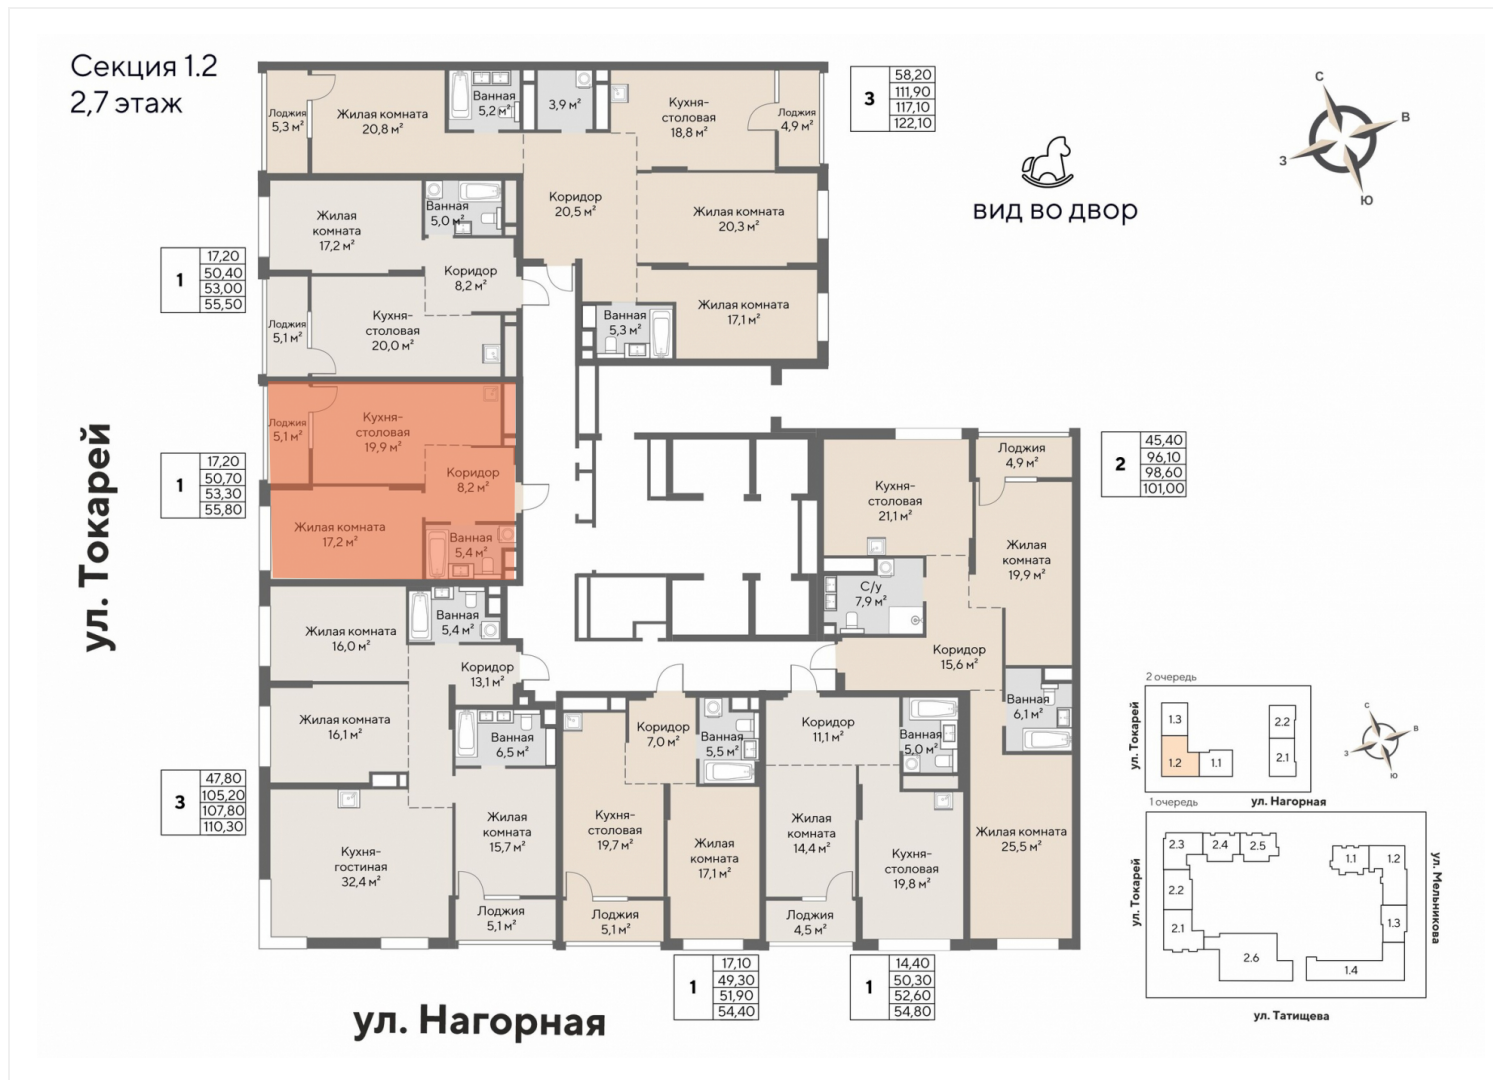 Секция 1.2
2,7 этаж
Лоджия
5,3 м²
Жилая комната
20,8 м²
Ванная
5,2 м²
3,9 м²
Кухня-
столовая
18,8 м²
Лоджия
4,9 м²
3
58,20
111,90
117,10
122,10
С
В
З
Ю
вид во двор
Коридор
20,5 м²
Жилая комната
20,3 м²
Жилая комната
17,1 м²
Ванная
5,3 м²
Жилая
комната
17,2 м²
Ванная
5,0 м²
Коридор
8,2 м²
1
17,20
50,40
53,00
55,50
Лоджия
5,1 м²
Кухня-
столовая
20,0 м²
ул. Токарей
1
17,20
50,70
53,30
55,80
Лоджия
5,1 м²
Кухня-
столовая
19,9 м²
Коридор
8,2 м²
Жилая комната
17,2 м²
Ванная
5,4 м²
Лоджия
4,9 м²
2
45,40
96,10
98,60
101,00
Кухня-
столовая
21,1 м²
Жилая
комната
19,9 м²
С/у
7,9 м²
Коридор
15,6 м²
Ванная
6,1 м²
Жилая комната
25,5 м²
Жилая комната
16,0 м²
Ванная
5,4 м²
Коридор
13,1 м²
Жилая комната
16,1 м²
Ванная
6,5 м²
3
47,80
105,20
107,80
110,30
Кухня-
гостиная
32,4 м²
Жилая
комната
15,7 м²
Лоджия
5,1 м²
Коридор
7,0 м²
Ванная
5,5 м²
Кухня-
столовая
19,7 м²
Жилая
комната
17,1 м²
Лоджия
5,1 м²
Коридор
11,1 м²
Ванная
5,0 м²
Жилая
комната
14,4 м²
Кухня-
столовая
19,8 м²
Лоджия
4,5 м²
1
17,10
49,30
51,90
54,40
1
14,40
50,30
52,60
54,80
ул. Нагорная
2 очередь
ул. Токарей
1.3
1.2
1.1
2.2
2.1
ул. Нагорная
С
В
З
Ю
1 очередь
ул. Токарей
2.3
2.4
2.5
2.2
2.1
2.6
1.1
1.2
1.3
1.4
ул. Мельникова
ул. Татищева